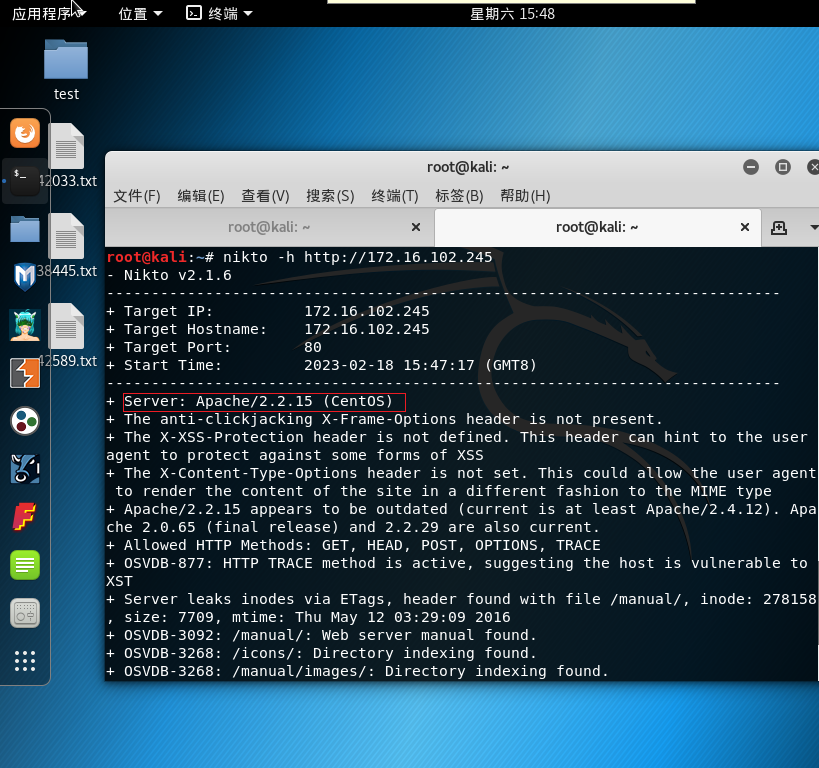 应用程序 位置 终端 星期六 15:48
test
42033.txt
38445.txt
42589.txt
root@kali: ~
文件(F) 编辑(E) 查看(V) 搜索(S) 终端(T) 标签(B) 帮助(H)
root@kali: ~ root@kali: ~
root@kali:~# nikto -h http://172.16.102.245
- Nikto v2.1.6
---------------------------------------------------------------------------
+ Target IP:          172.16.102.245
+ Target Hostname:    172.16.102.245
+ Target Port:        80
+ Start Time:         2023-02-18 15:47:17 (GMT8)
---------------------------------------------------------------------------
+ Server: Apache/2.2.15 (CentOS)
+ The anti-clickjacking X-Frame-Options header is not present.
+ The X-XSS-Protection header is not defined. This header can hint to the user
agent to protect against some forms of XSS
+ The X-Content-Type-Options header is not set. This could allow the user agent
 to render the content of the site in a different fashion to the MIME type
+ Apache/2.2.15 appears to be outdated (current is at least Apache/2.4.12). Apa
che 2.0.65 (final release) and 2.2.29 are also current.
+ Allowed HTTP Methods: GET, HEAD, POST, OPTIONS, TRACE
+ OSVDB-877: HTTP TRACE method is active, suggesting the host is vulnerable to
XST
+ Server leaks inodes via ETags, header found with file /manual/, inode: 278158
, size: 7709, mtime: Thu May 12 03:29:09 2016
+ OSVDB-3092: /manual/: Web server manual found.
+ OSVDB-3268: /icons/: Directory indexing found.
+ OSVDB-3268: /manual/images/: Directory indexing found.